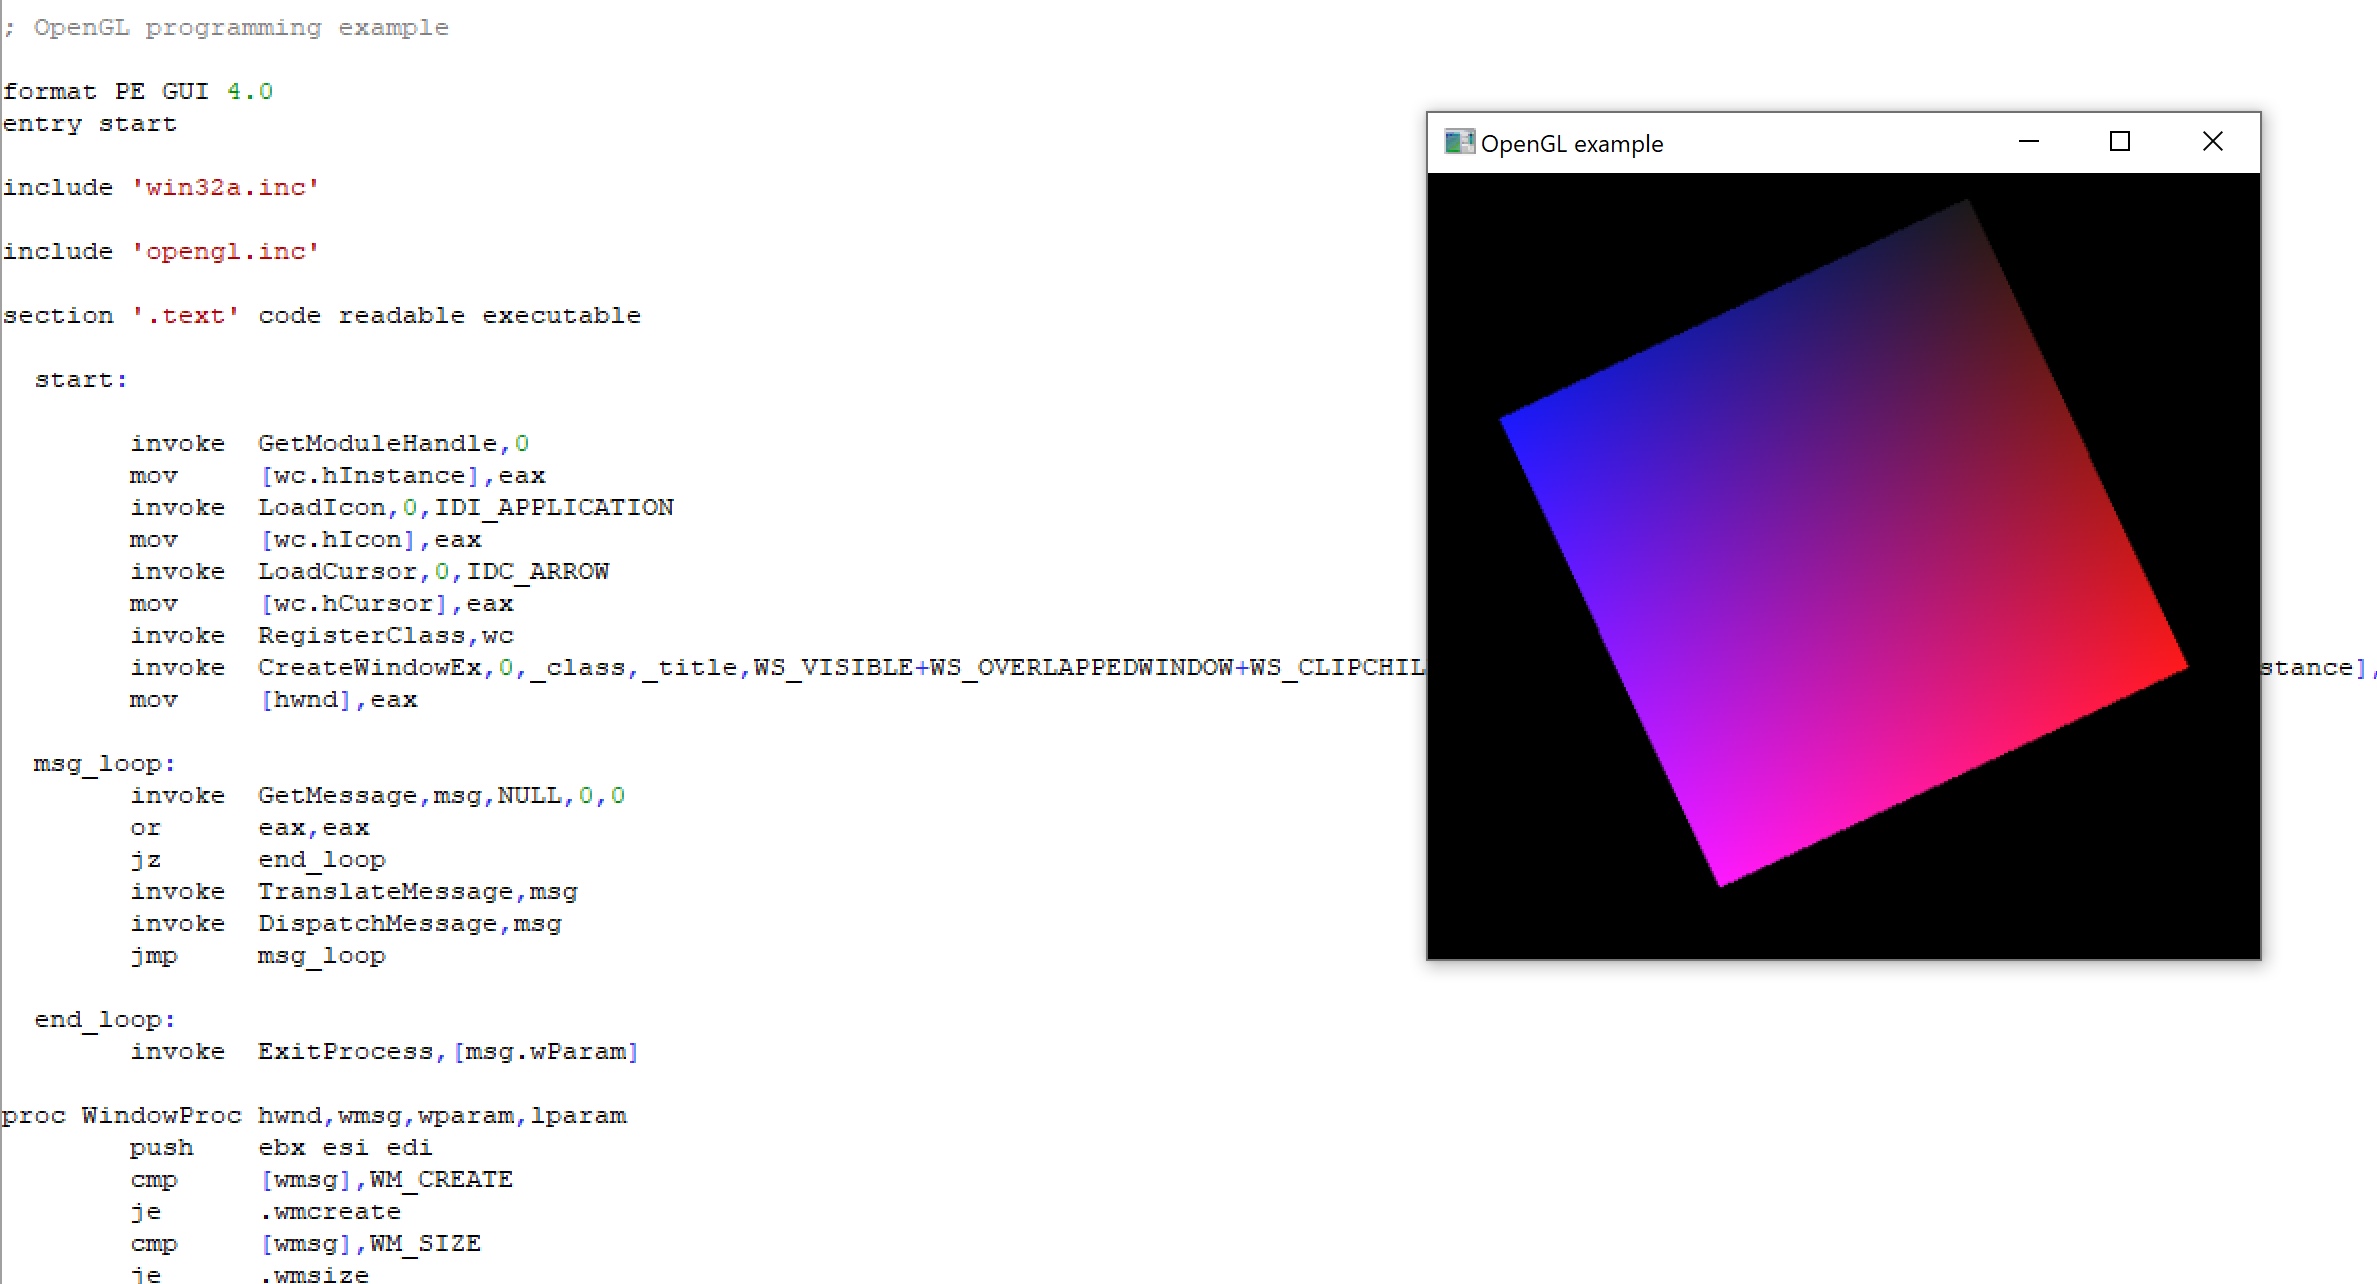 ; OpenGL programming example
format PE GUI 4.0
entry start
include 'win32a.inc'
include 'opengl.inc'
section '.text' code readable executable
start:
invoke GetModuleHandle,0
mov [wc.hInstance],eax
invoke LoadIcon,0,IDI_APPLICATION
mov [wc.hIcon],eax
invoke LoadCursor,0,IDC_ARROW
mov [wc.hCursor],eax
invoke RegisterClass,wc
invoke CreateWindowEx,0,_class,_title,WS_VISIBLE+WS_OVERLAPPEDWINDOW+WS_CLIPCHIL stance],
mov [hwnd],eax
msg_loop:
invoke GetMessage,msg,NULL,0,0
or eax,eax
jz end_loop
invoke TranslateMessage,msg
invoke DispatchMessage,msg
jmp msg_loop
end_loop:
invoke ExitProcess,[msg.wParam]
proc WindowProc hwnd,wmsg,wparam,lparam
push ebx esi edi
cmp [wmsg],WM_CREATE
je .wmcreate
cmp [wmsg],WM_SIZE
je .wmsize
OpenGL example